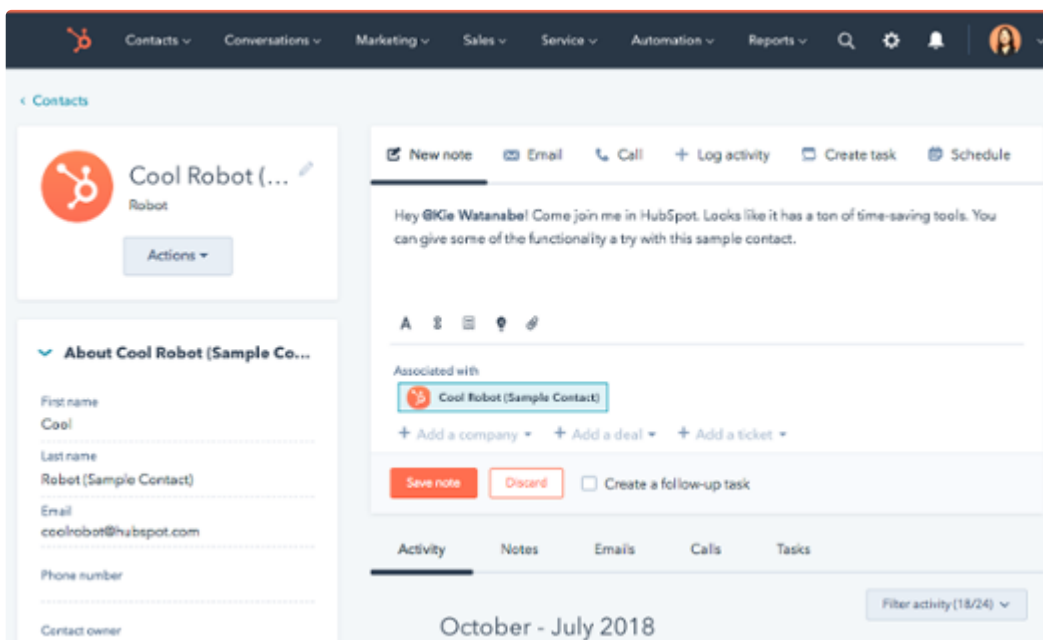 Contacts Conversations Marketing Sales Service Automation Reports
Contacts
Cool Robot (...
Robot
Actions
About Cool Robot (Sample Co...
First name
Cool
Last name
Robot (Sample Contact)
Email
coolrobot@hubspot.com
Phone number
Contact owner
New note Email Call + Log activity Create task Schedule
Hey @Kie Watanabe! Come join me in HubSpot. Looks like it has a ton of time-saving tools. You
can give some of the functionality a try with this sample contact.
Associated with
Cool Robot (Sample Contact)
+ Add a company + Add a deal + Add a ticket
Save note Discard Create a follow-up task
Activity Notes Emails Calls Tasks
Filter activity (18/24)
October - July 2018